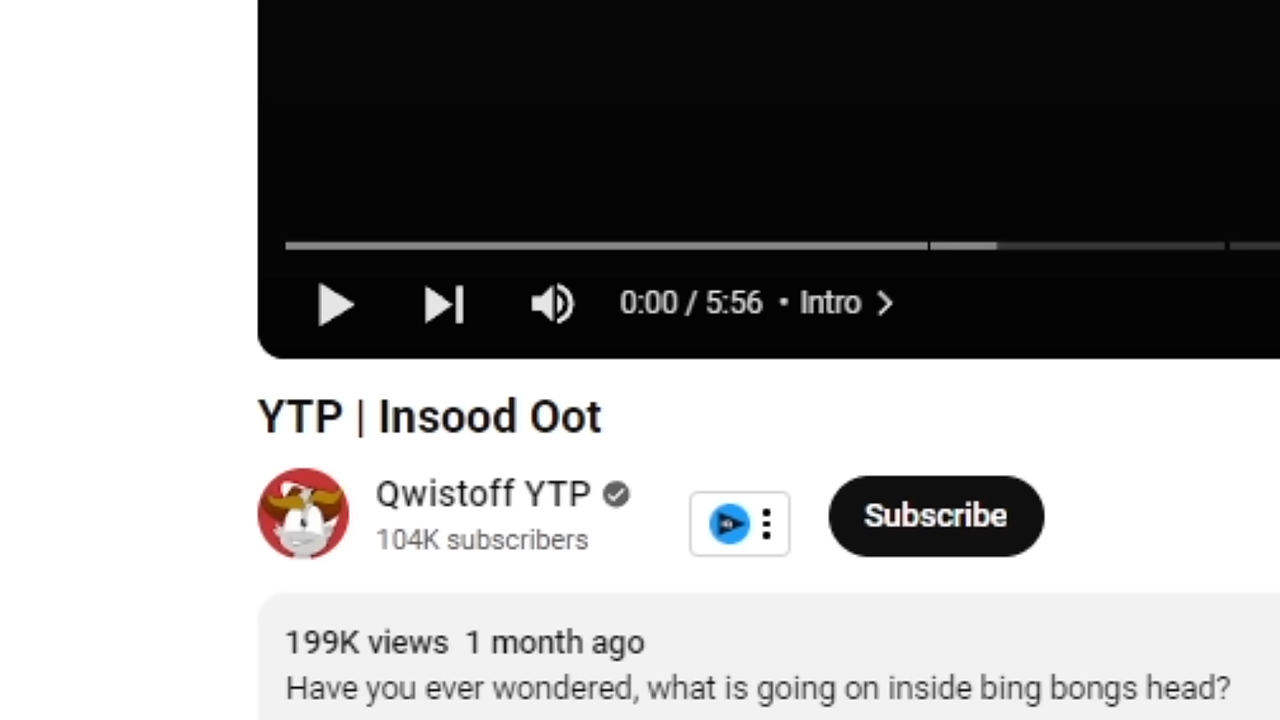 0:00 / 5:56 • Intro
YTP | Insood Oot
Qwistoff YTP
104K subscribers
Subscribe
199K views 1 month ago
Have you ever wondered, what is going on inside bing bongs head?